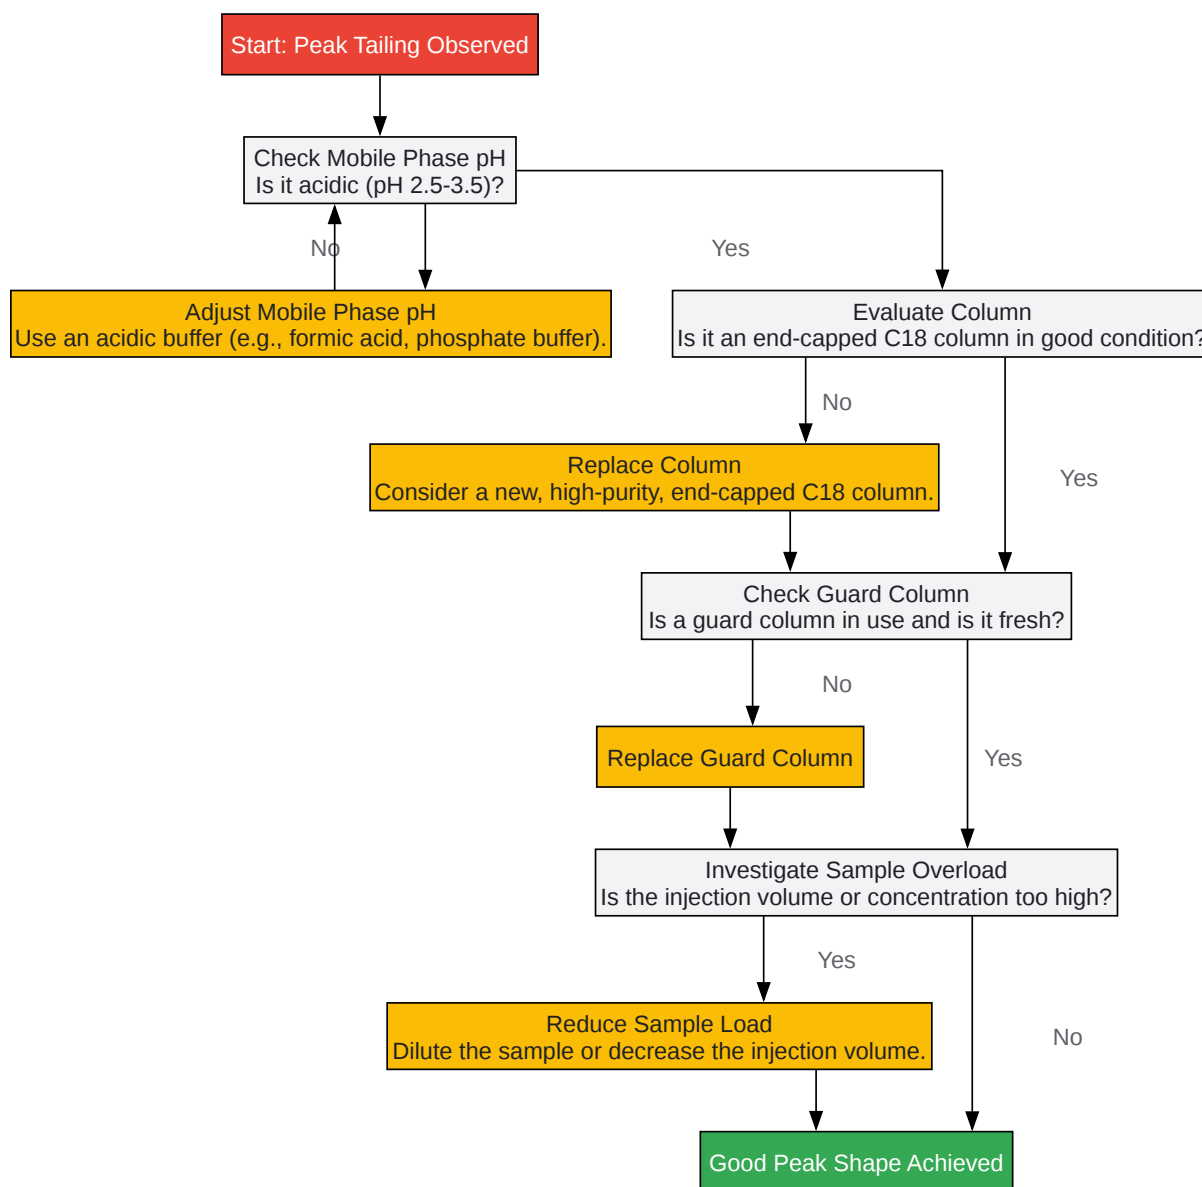 Start: Peak Tailing Observed
Check Mobile Phase pH
Is it acidic (pH 2.5-3.5)?
No
Yes
Adjust Mobile Phase pH
Use an acidic buffer (e.g., formic acid, phosphate buffer).
Evaluate Column
Is it an end-capped C18 column in good condition?
No
Replace Column
Consider a new, high-purity, end-capped C18 column.
Yes
Check Guard Column
Is a guard column in use and is it fresh?
No
Replace Guard Column
Yes
Investigate Sample Overload
Is the injection volume or concentration too high?
Yes
Reduce Sample Load
Dilute the sample or decrease the injection volume.
No
Good Peak Shape Achieved